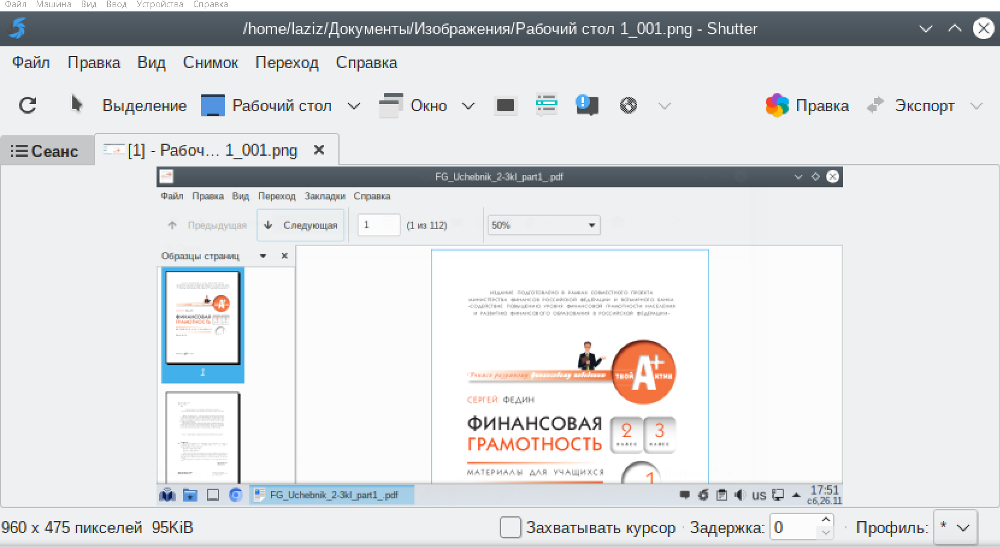 Файл Машина Вид Ввод Устройства Справка
/home/laziz/Документы/Изображения/Рабочий стол 1_001.png - Shutter
Файл Правка Вид Снимок Переход Справка
Выделение Рабочий стол Окно Правка Экспорт
Сеанс [1] - Рабоч... 1_001.png
FG_Uchebnik_2-3kl_part1_.pdf
Файл Правка Вид Переход Закладки Справка
Предыдущая Следующая 1 (1 из 112) 50%
Образцы страниц
ИЗДАНИЕ ПОДГОТОВЛЕНО В РАМКАХ СОВМЕСТНОГО ПРОЕКТА
МИНИСТЕРСТВА ФИНАНСОВ РОССИЙСКОЙ ФЕДЕРАЦИИ И ВСЕМИРНОГО БАНКА
«СОДЕЙСТВИЕ ПОВЫШЕНИЮ УРОВНЯ ФИНАНСОВОЙ ГРАМОТНОСТИ НАСЕЛЕНИЯ
И РАЗВИТИЮ ФИНАНСОВОГО ОБРАЗОВАНИЯ В РОССИЙСКОЙ ФЕДЕРАЦИИ»
Учимся разумному финансовому поведению
ТВОЙ А+КТИВ
СЕРГЕЙ ФЕДИН
ФИНАНСОВАЯ
ГРАМОТНОСТЬ
2 КЛАСС 3 КЛАСС
МАТЕРИАЛЫ ДЛЯ УЧАЩИХСЯ
1
A+
ФИНАНСОВАЯ
ГРАМОТНОСТЬ
1
FG_Uchebnik_2-3kl_part1_.pdf us 17:51
сб,26.11
960 x 475 пикселей 95KiB Захватывать курсор Задержка: 0 Профиль: *